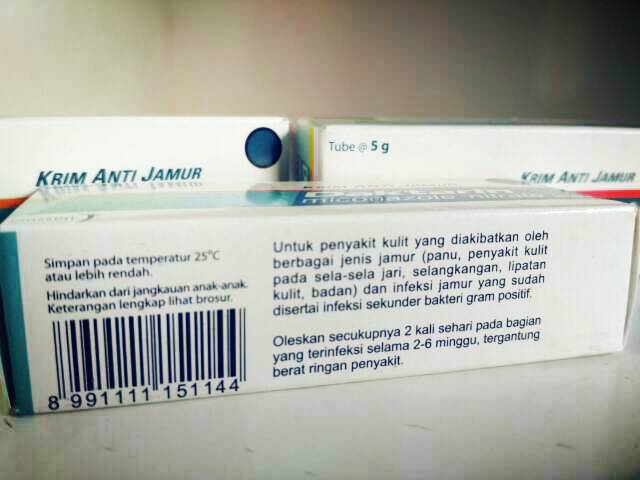 KRIM ANTI JAMUR
Tube @ 5 g
KRIM ANTI JAMUR
miconazole nitrate
Simpan pada temperatur 25°C
atau lebih rendah.
Hindarkan dari jangkauan anak-anak.
Keterangan lengkap lihat brosur.
8 991111 151144
Untuk penyakit kulit yang diakibatkan oleh
berbagai jenis jamur (panu, penyakit kulit
pada sela-sela jari, selangkangan, lipatan
kulit, badan) dan infeksi jamur yang sudah
disertai infeksi sekunder bakteri gram positif.
Oleskan secukupnya 2 kali sehari pada bagian
yang terinfeksi selama 2-6 minggu, tergantung
berat ringan penyakit.